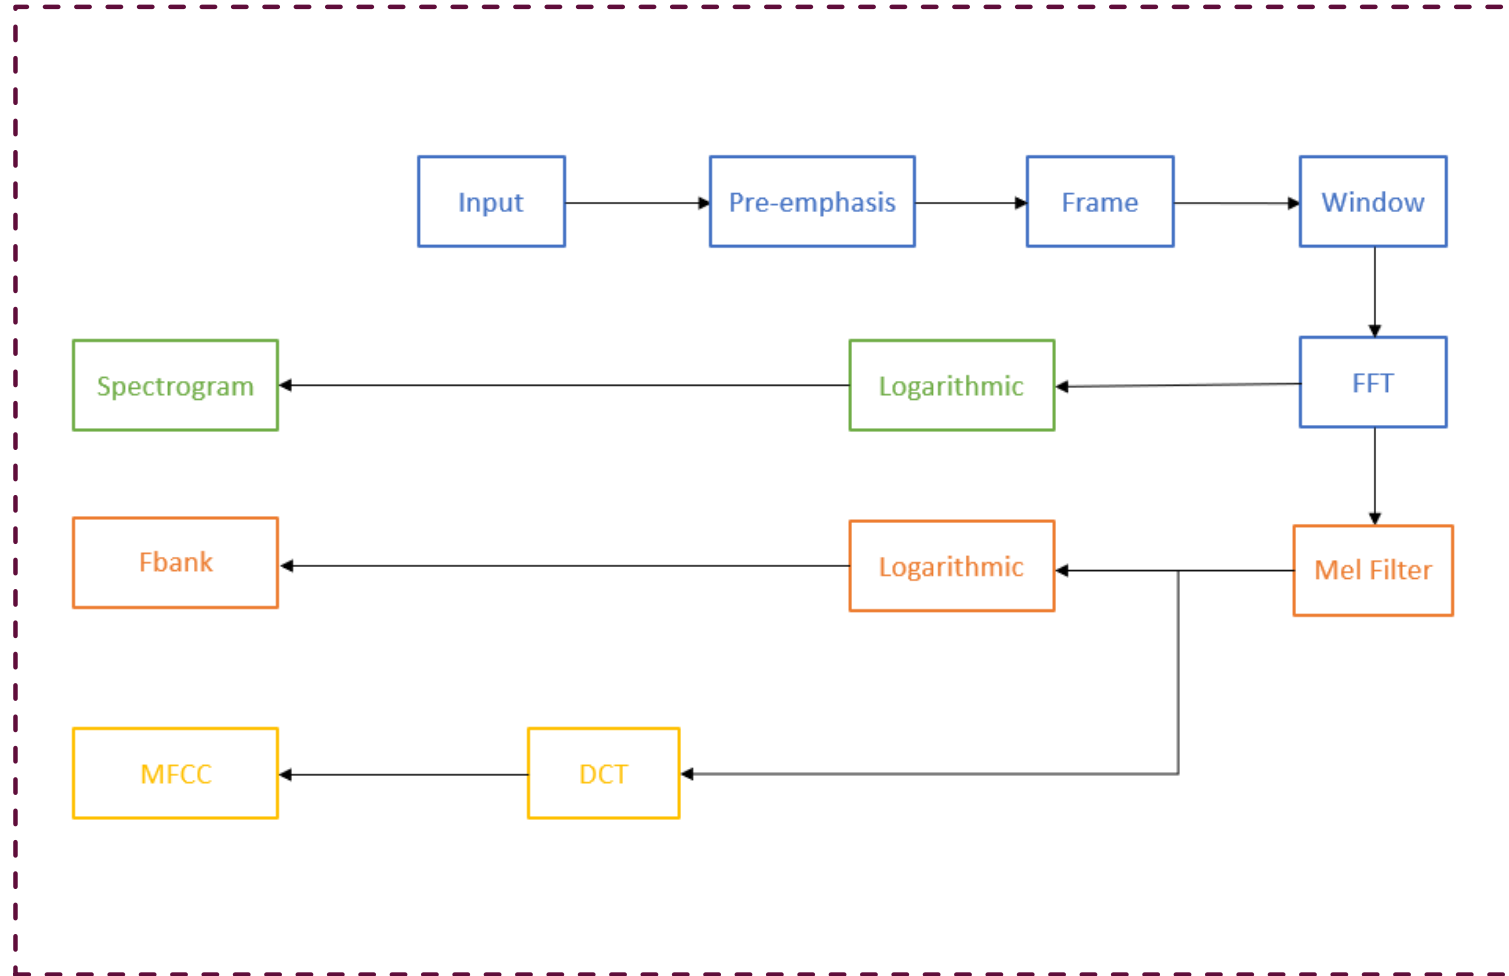 Input
Pre-emphasis
Frame
Window
Spectrogram
Logarithmic
FFT
Fbank
Logarithmic
Mel Filter
MFCC
DCT